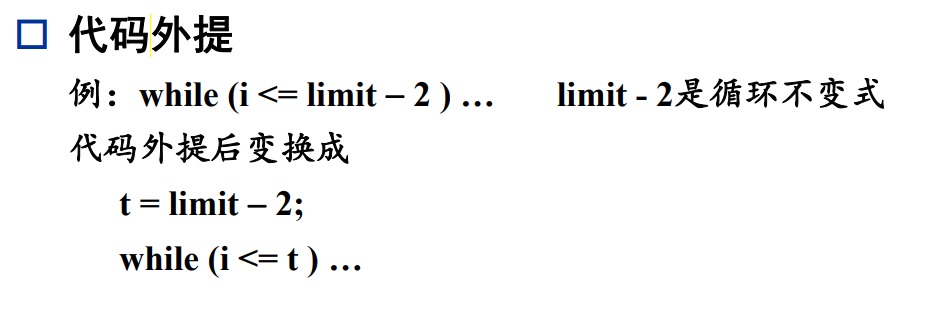 代码外提
例：while (i <= limit – 2 ) … limit - 2是循环不变式
代码外提后变换成
t = limit – 2;
while (i <= t ) …